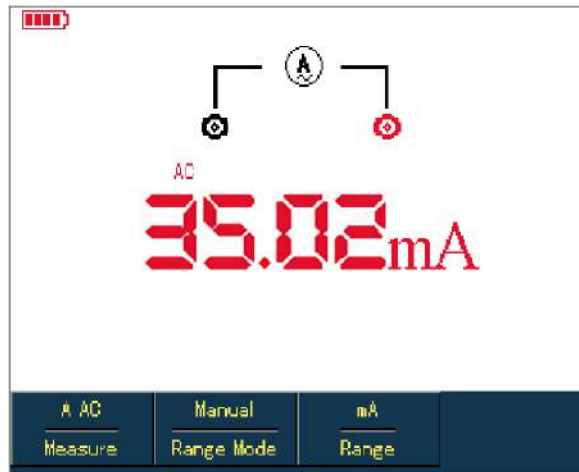 A
AC
35.02mA
A AC
Manual
mA
Measure
Range Mode
Range